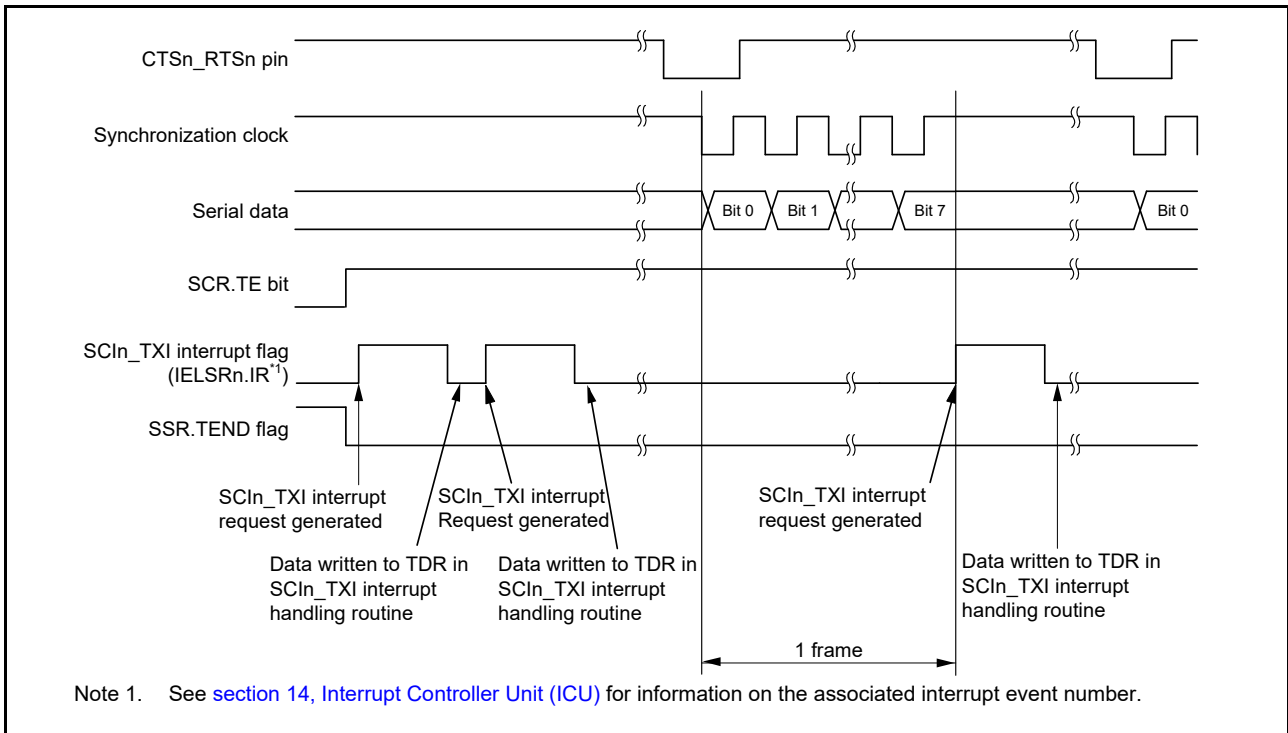 CTSn_RTSn pin
Synchronization clock
Serial data
Bit 0
Bit 1
Bit 7
Bit 0
SCR.TE bit
SCIn_TXI interrupt flag
(IELSRn.IR*1)
SSR.TEND flag
SCIn_TXI interrupt
request generated
SCIn_TXI interrupt
Request generated
SCIn_TXI interrupt
request generated
Data written to TDR in
SCIn_TXI interrupt
handling routine
Data written to TDR in
SCIn_TXI interrupt
handling routine
Data written to TDR in
SCIn_TXI interrupt
handling routine
1 frame
Note 1. See section 14, Interrupt Controller Unit (ICU) for information on the associated interrupt event number.